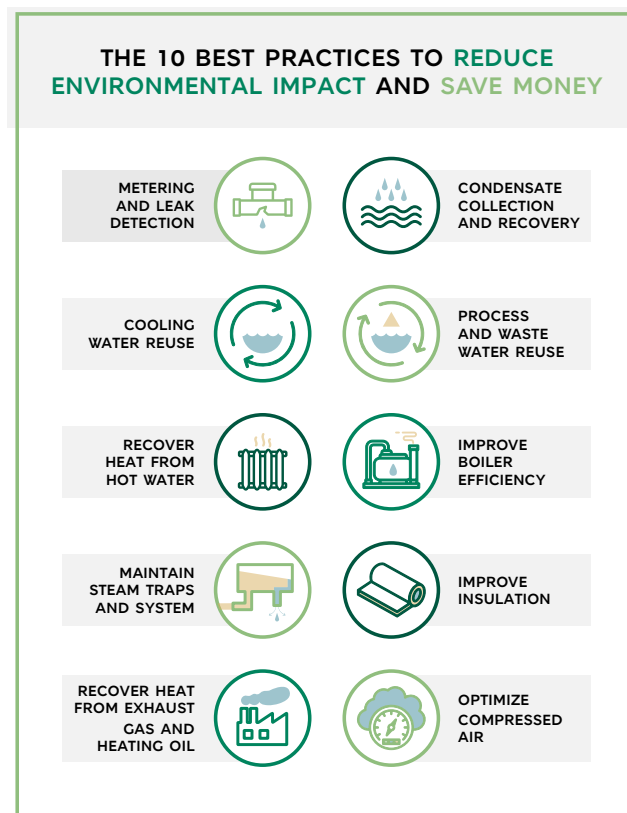 THE 10 BEST PRACTICES TO REDUCE
ENVIRONMENTAL IMPACT AND SAVE MONEY
METERING
AND LEAK
DETECTION
CONDENSATE
COLLECTION
AND RECOVERY
COOLING
WATER REUSE
PROCESS
AND WASTE
WATER REUSE
RECOVER
HEAT FROM
HOT WATER
IMPROVE
BOILER
EFFICIENCY
MAINTAIN
STEAM TRAPS
AND SYSTEM
IMPROVE
INSULATION
RECOVER HEAT
FROM EXHAUST
GAS AND
HEATING OIL
OPTIMIZE
COMPRESSED
AIR